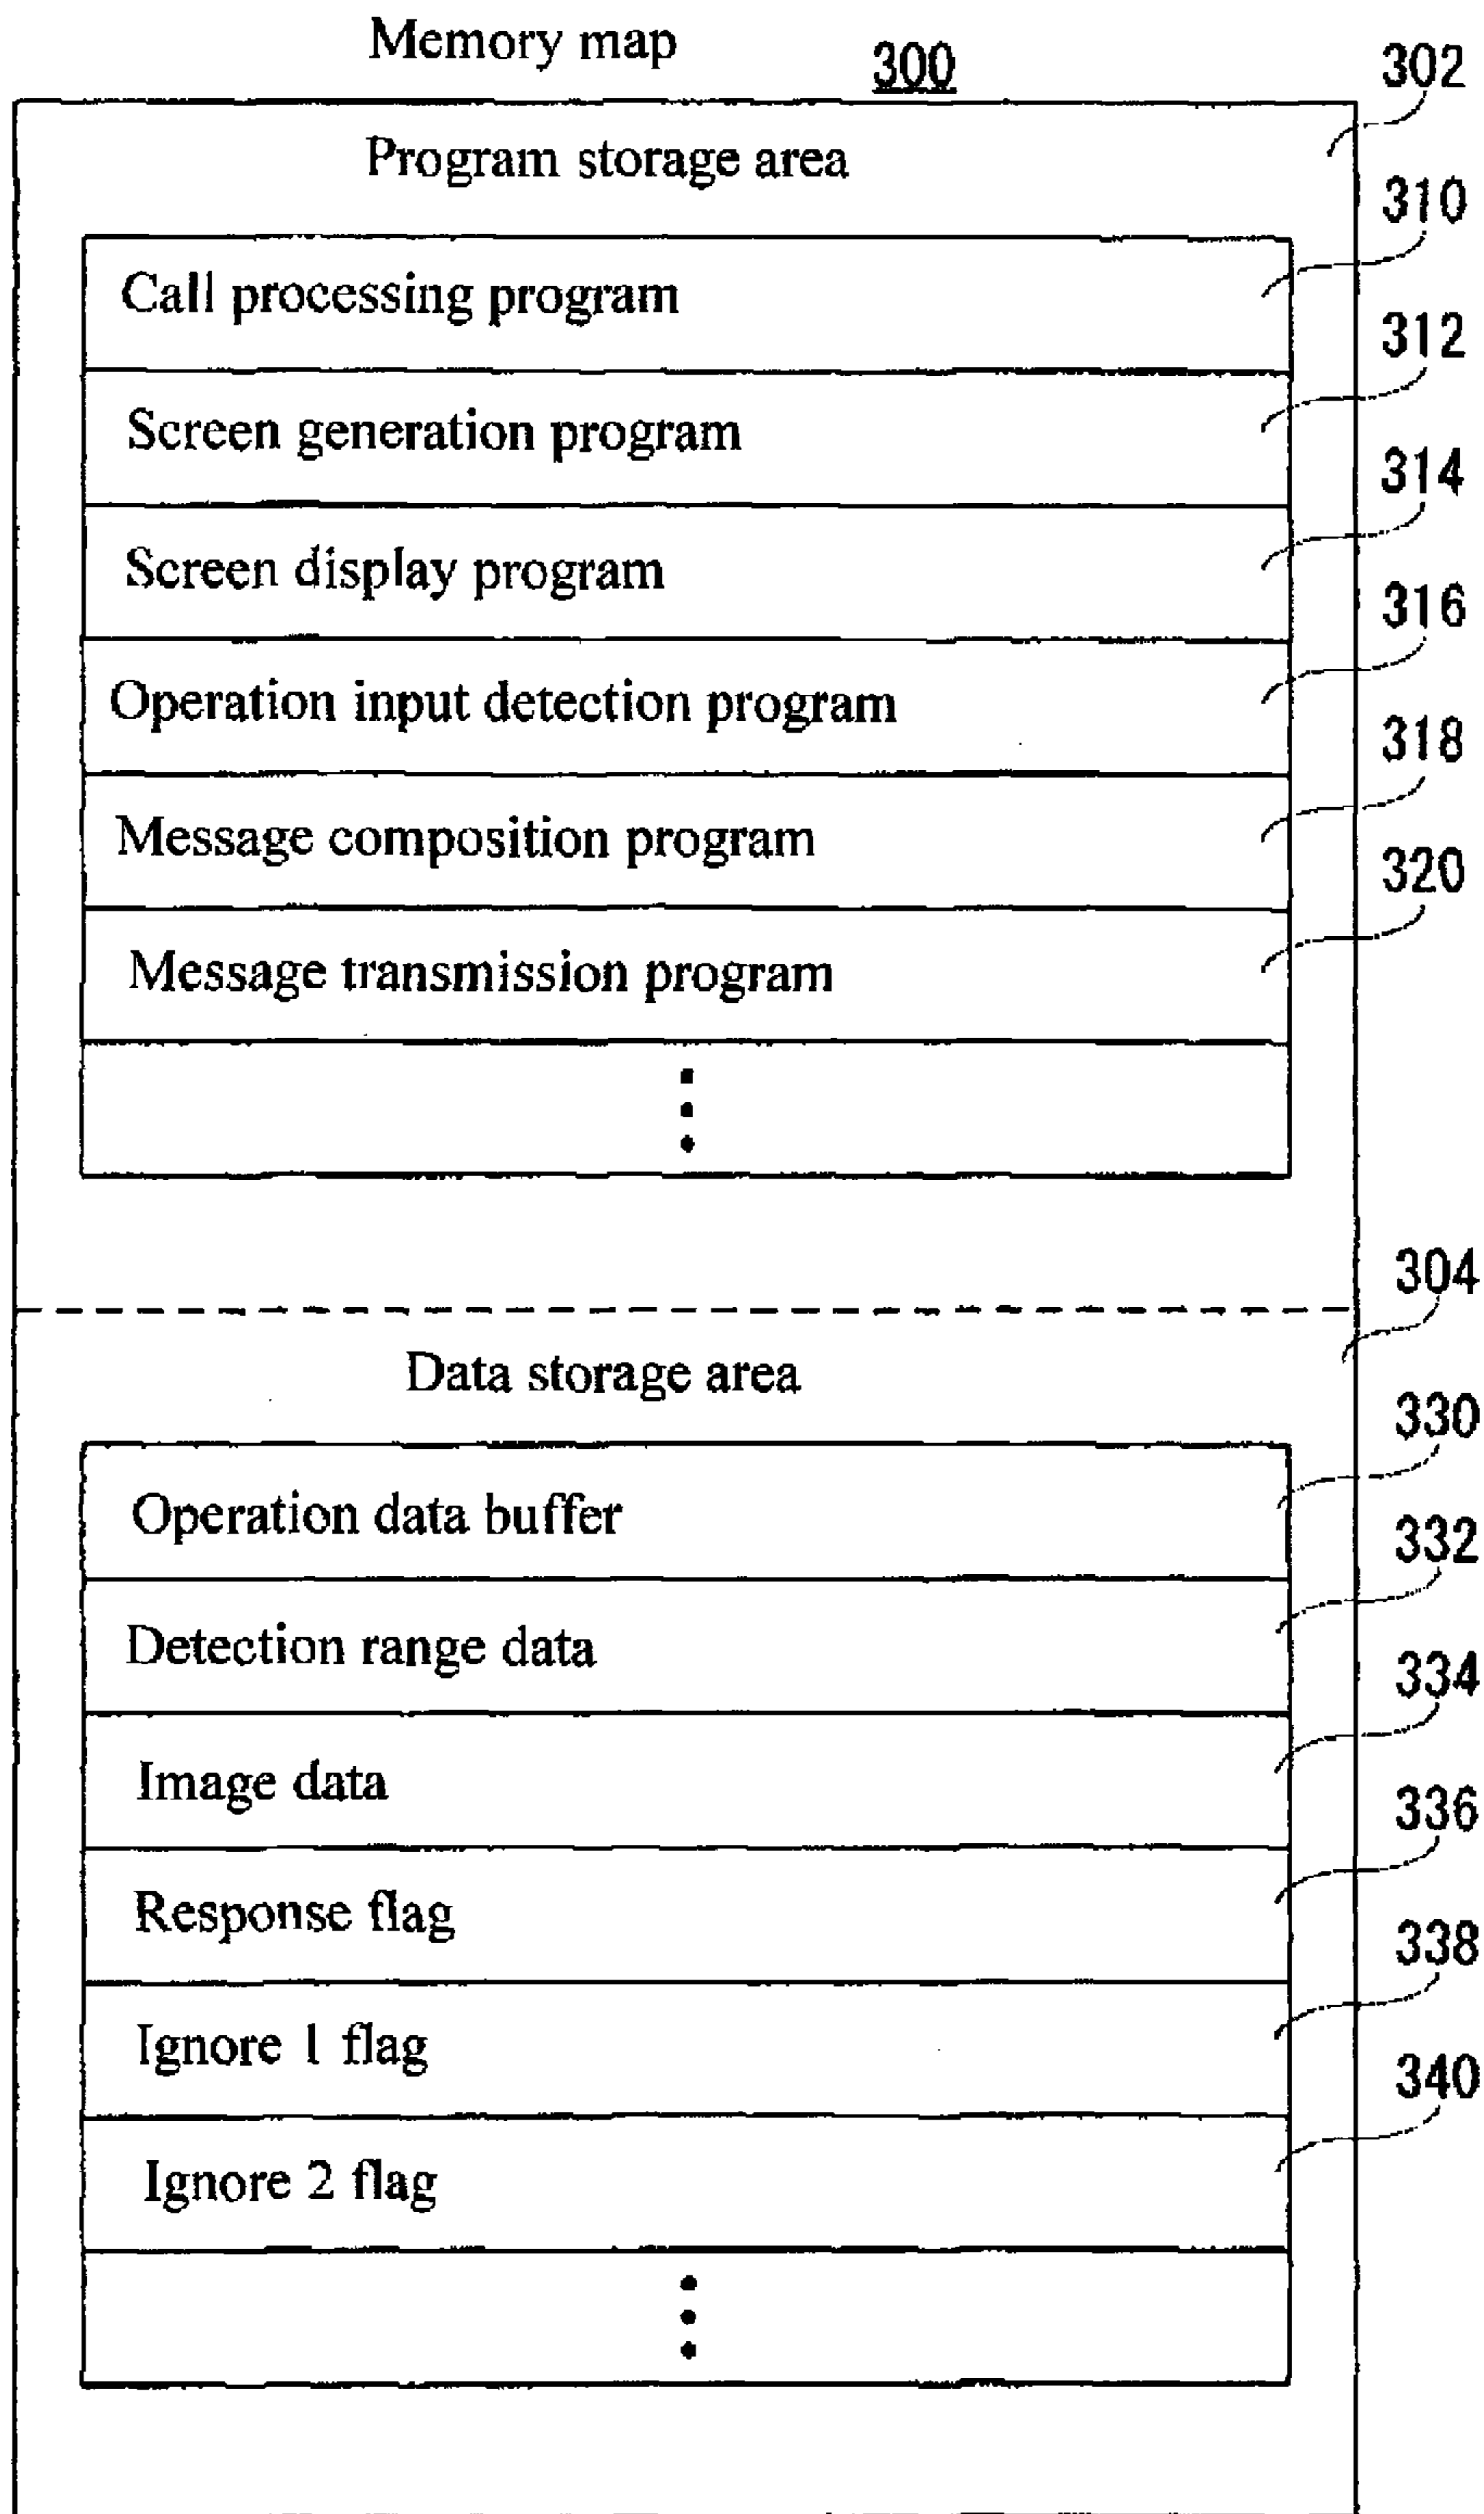 Memory map 300
302
Program storage area
310
Call processing program
312
Screen generation program
314
Screen display program
316
Operation input detection program
318
Message composition program
320
Message transmission program
304
Data storage area
330
Operation data buffer
332
Detection range data
334
Image data
336
Response flag
338
Ignore 1 flag
340
Ignore 2 flag